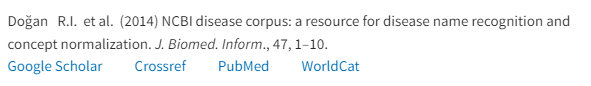 Doğan R.I. et al. (2014) NCBI disease corpus: a resource for disease name recognition and
concept normalization. J. Biomed. Inform., 47, 1–10.
Google Scholar Crossref PubMed WorldCat